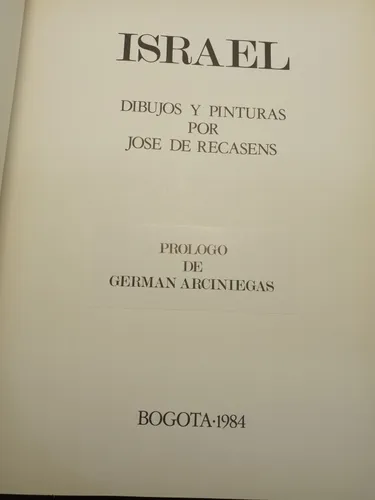 ISRAEL
DIBUJOS Y PINTURAS
POR
JOSE DE RECASENS
PROLOGO
DE
GERMAN ARCINIEGAS
BOGOTA·1984